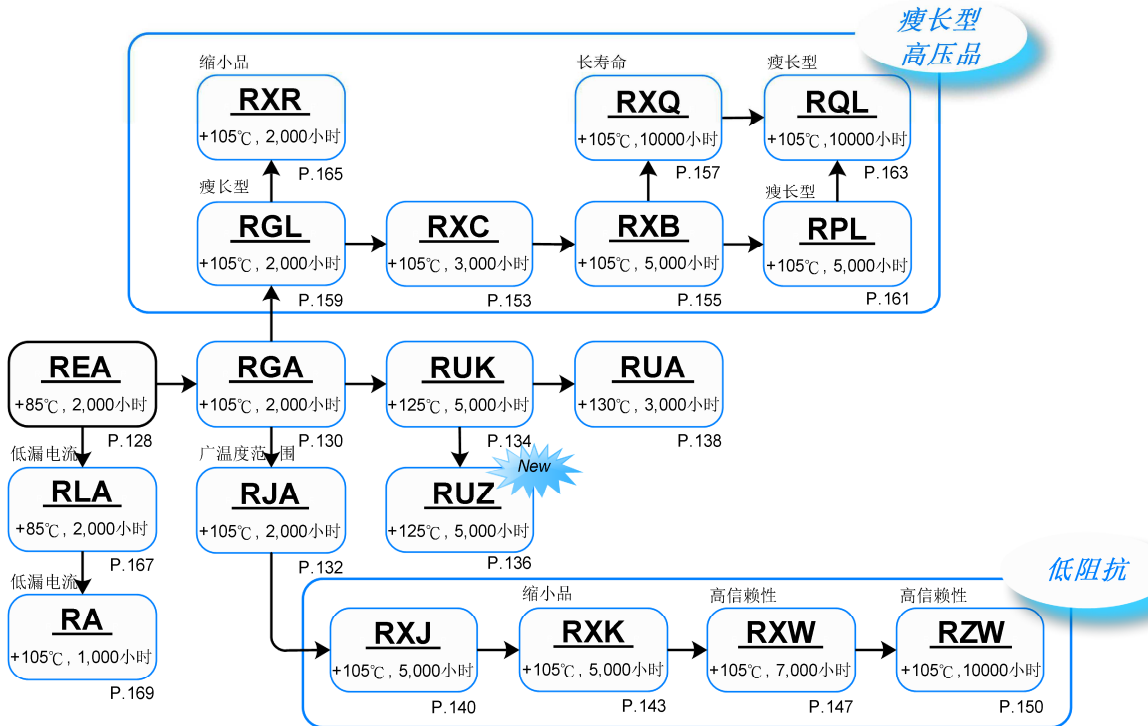 瘦长型
高压品
缩小品
RXR
+105℃, 2,000小时
P.165
长寿命
RXQ
+105℃,10000小时
P.157
瘦长型
RQL
+105℃,10000小时
P.163
瘦长型
RGL
+105℃, 2,000小时
P.159
RXC
+105℃, 3,000小时
P.153
RXB
+105℃, 5,000小时
P.155
瘦长型
RPL
+105℃, 5,000小时
P.161
REA
+85℃, 2,000小时
P.128
RGA
+105℃, 2,000小时
P.130
RUK
+125℃, 5,000小时
P.134
RUA
+130℃, 3,000小时
P.138
低漏电流
RLA
+85℃, 2,000小时
P.167
广温度范围
RJA
+105℃, 2,000小时
P.132
New
RUZ
+125℃, 5,000小时
P.136
低漏电流
RA
+105℃, 1,000小时
P.169
低阻抗
RXJ
+105℃, 5,000小时
P.140
缩小品
RXK
+105℃, 5,000小时
P.143
高信赖性
RXW
+105℃, 7,000小时
P.147
高信赖性
RZW
+105℃,10000小时
P.150